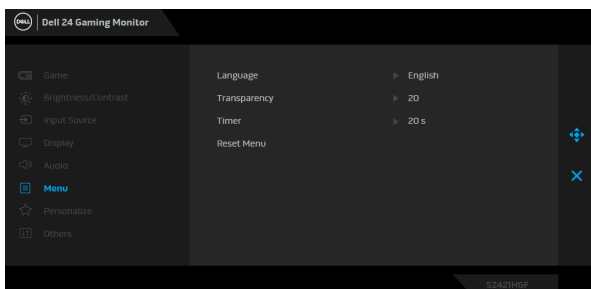 DELL
Dell 24 Gaming Monitor
Game
Brightness/Contrast
Input Source
Display
Audio
Menu
Personalize
Others
Language English
Transparency 20
Timer 20 s
Reset Menu
S2421HGF